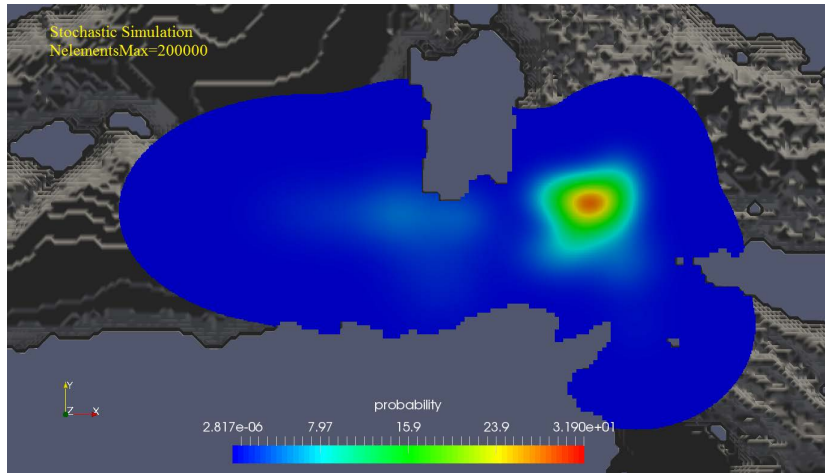 Stochastic Simulation
NelementsMax=200000
Y
Z X
probability
2.817e-06 7.97 15.9 23.9 3.190e+01